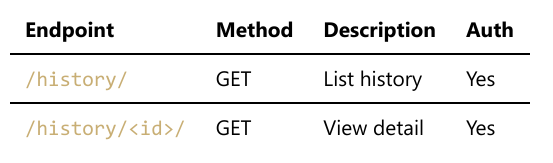 Endpoint Method Description Auth
/history/ GET List history Yes
/history/<id>/ GET View detail Yes